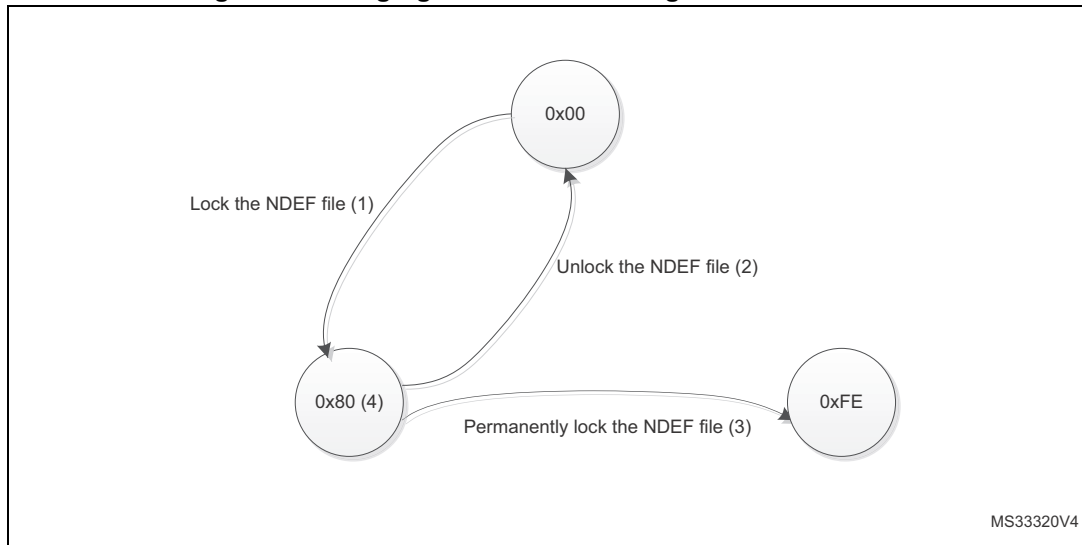 0x00
Lock the NDEF file (1)
Unlock the NDEF file (2)
0x80 (4)
0xFE
Permanently lock the NDEF file (3)
MS33320V4